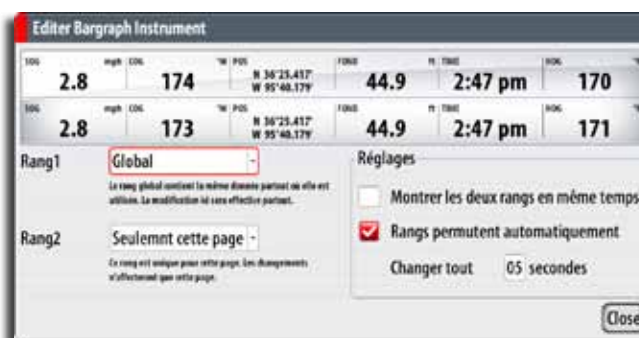 Editer Bargraph Instrument
SOG mph COG °M POS FOND ft TIME HDG
2.8 174 N 36°25.417' W 95°40.179' 44.9 2:47 pm 170
SOG mph COG °M POS FOND ft TIME HDG
2.8 173 N 36°25.417' W 95°40.179' 44.9 2:47 pm 171
Rang1 Global
Le rang global contient la même donnée partout où elle est
utilisée. La modification ici sera effective partout.
Rang2 Seulemnt cette page
Ce rang est unique pour cette page. Les changements
n'affecteront que cette page.
Réglages
Montrer les deux rangs en même temps
Rangs permutent automatiquement
Changer tout 05 secondes
Close